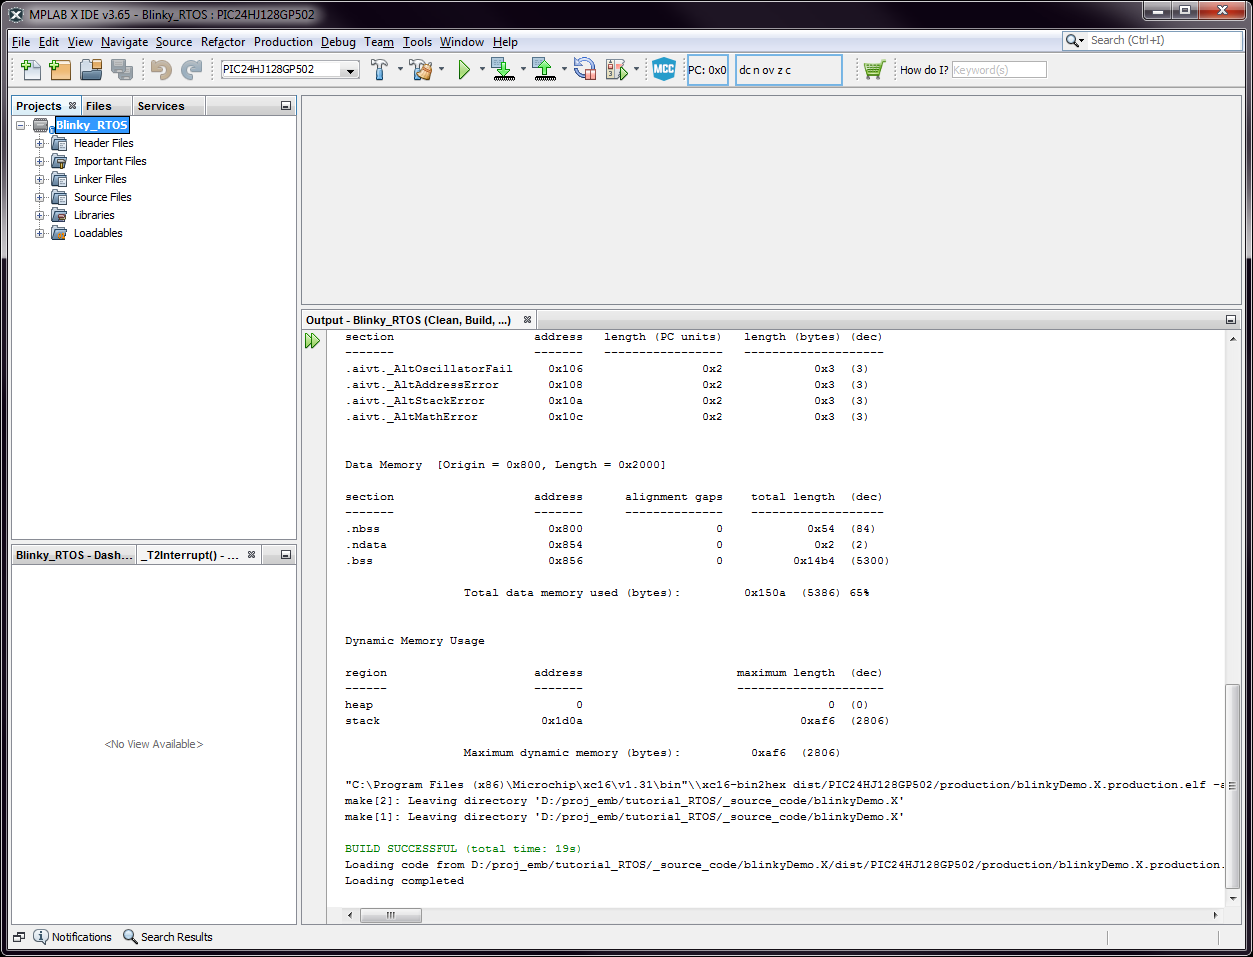 MPLAB X IDE v3.65 - Blinky_RTOS : PIC24HJ128GP502
File Edit View Navigate Source Refactor Production Debug Team Tools Window Help
Search (Ctrl+I)
PIC24HJ128GP502
MCC
PC: 0x0
dc n ov z c
How do I?
Keyword(s)
Projects
Files
Services
Blinky_RTOS
Header Files
Important Files
Linker Files
Source Files
Libraries
Loadables
Blinky_RTOS - Dash...
_T2Interrupt() - ...
<No View Available>
Output - Blinky_RTOS (Clean, Build, ...)
section address length (PC units) length (bytes) (dec)
------- ------- ----------------- --------------------
.aivt._AltOscillatorFail 0x106 0x2 0x3 (3)
.aivt._AltAddressError 0x108 0x2 0x3 (3)
.aivt._AltStackError 0x10a 0x2 0x3 (3)
.aivt._AltMathError 0x10c 0x2 0x3 (3)
Data Memory [Origin = 0x800, Length = 0x2000]
section address alignment gaps total length (dec)
------- ------- -------------- -------------------
.nbss 0x800 0 0x54 (84)
.ndata 0x854 0 0x2 (2)
.bss 0x856 0 0x14b4 (5300)
Total data memory used (bytes): 0x150a (5386) 65%
Dynamic Memory Usage
region address maximum length (dec)
------ ------- ---------------------
heap 0 0 (0)
stack 0x1d0a 0xaf6 (2806)
Maximum dynamic memory (bytes): 0xaf6 (2806)
"C:\Program Files (x86)\Microchip\xc16\v1.31\bin"\\xc16-bin2hex dist/PIC24HJ128GP502/production/blinkyDemo.X.production.elf -a
make[2]: Leaving directory 'D:/proj_emb/tutorial_RTOS/_source_code/blinkyDemo.X'
make[1]: Leaving directory 'D:/proj_emb/tutorial_RTOS/_source_code/blinkyDemo.X'
BUILD SUCCESSFUL (total time: 19s)
Loading code from D:/proj_emb/tutorial_RTOS/_source_code/blinkyDemo.X/dist/PIC24HJ128GP502/production/blinkyDemo.X.production.
Loading completed
Notifications
Search Results